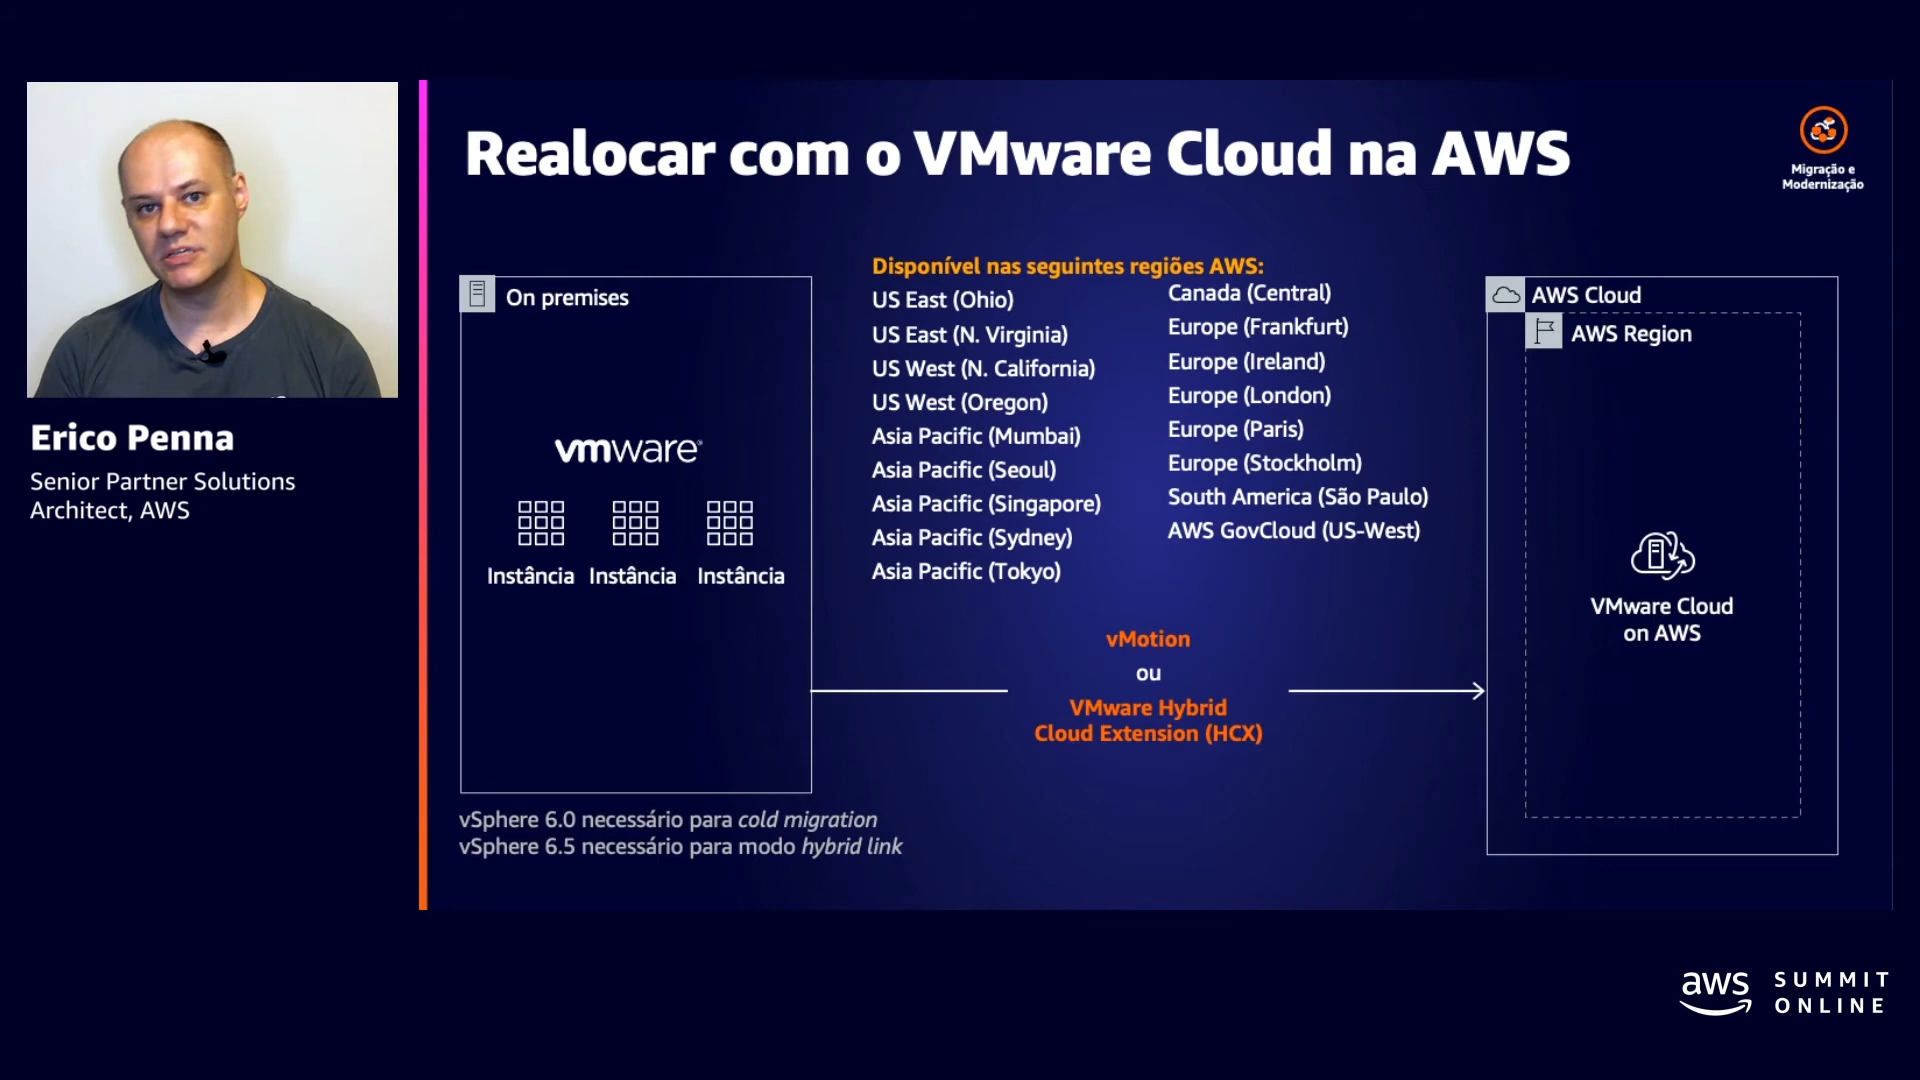 Realocar com o VMware Cloud na AWS
Migração e
Modernização
Erico Penna
Senior Partner Solutions
Architect, AWS
On premises
vmware®
Instância
Instância
Instância
vSphere 6.0 necessário para cold migration
vSphere 6.5 necessário para modo hybrid link
Disponível nas seguintes regiões AWS:
US East (Ohio)
US East (N. Virginia)
US West (N. California)
US West (Oregon)
Asia Pacific (Mumbai)
Asia Pacific (Seoul)
Asia Pacific (Singapore)
Asia Pacific (Sydney)
Asia Pacific (Tokyo)
Canada (Central)
Europe (Frankfurt)
Europe (Ireland)
Europe (London)
Europe (Paris)
Europe (Stockholm)
South America (São Paulo)
AWS GovCloud (US-West)
vMotion
ou
VMware Hybrid
Cloud Extension (HCX)
AWS Cloud
AWS Region
VMware Cloud
on AWS
aws
SUMMIT
ONLINE